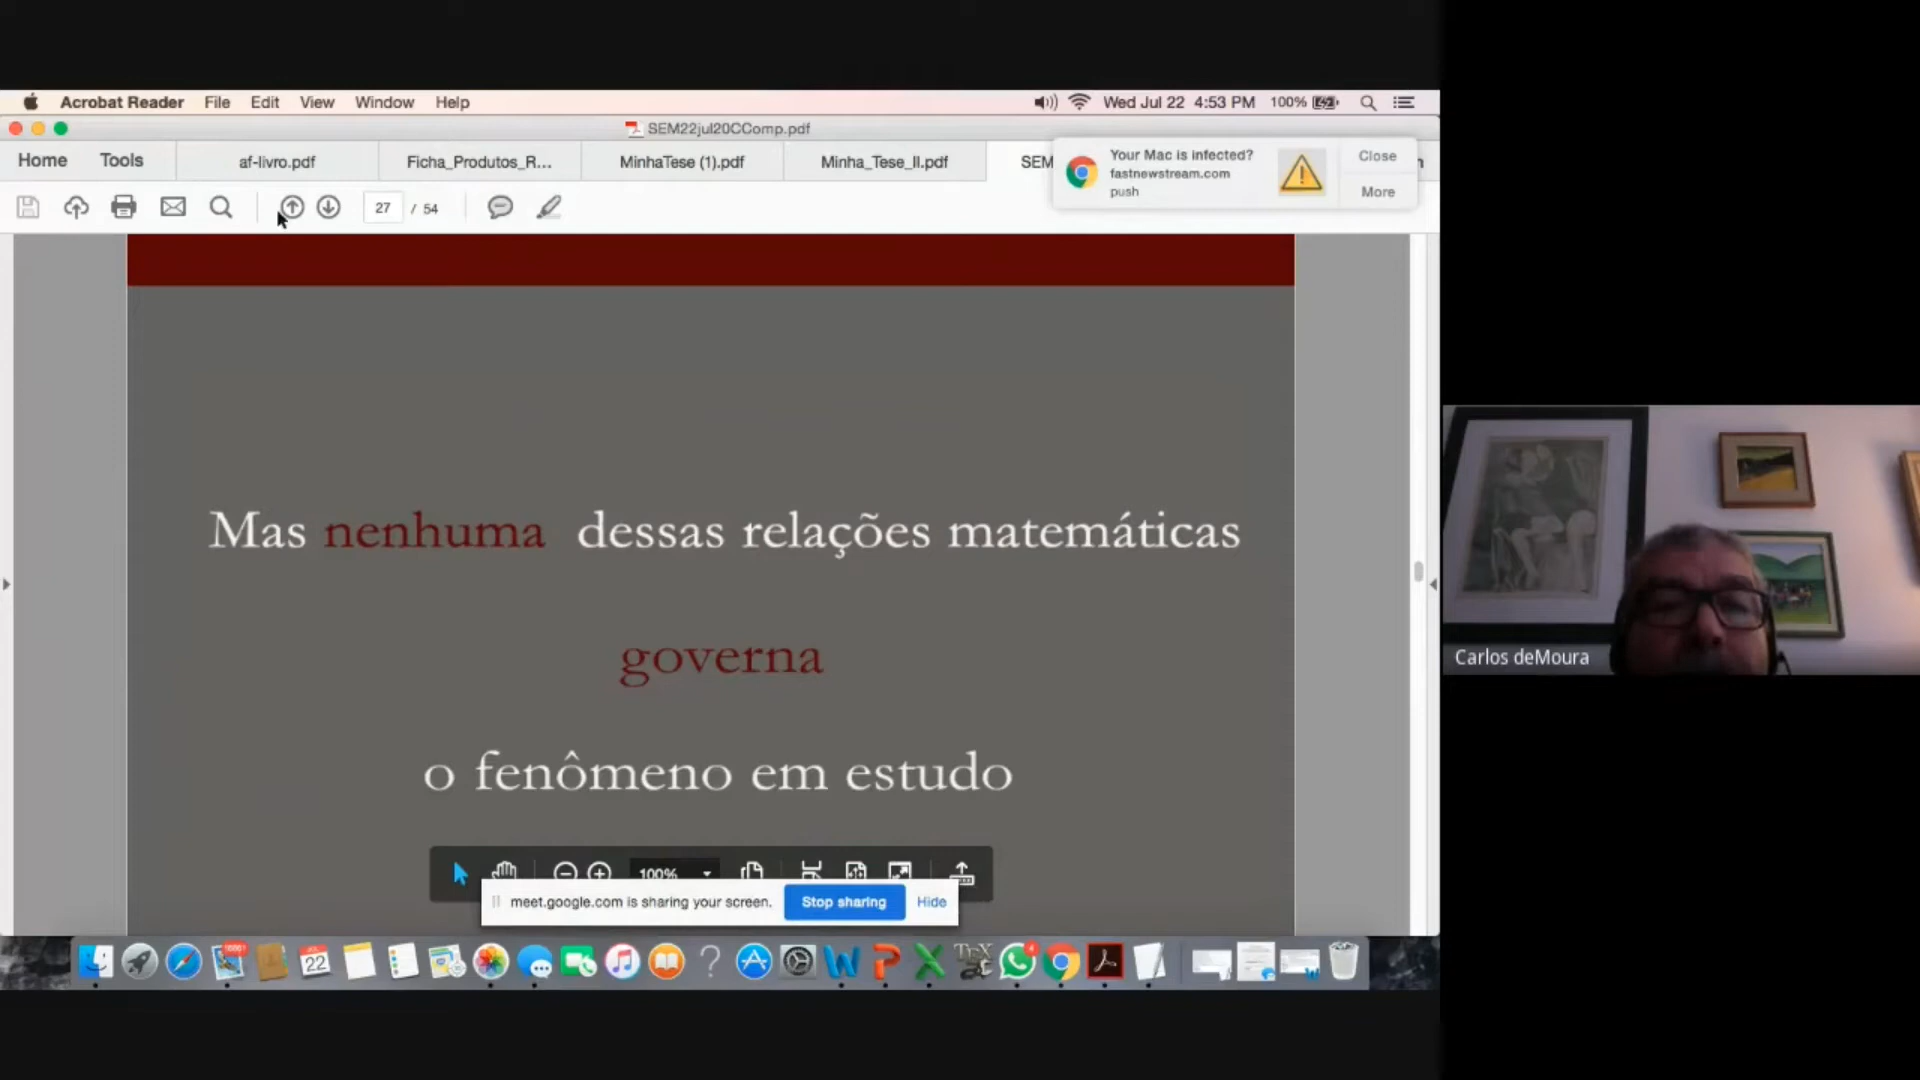 Acrobat Reader File Edit View Window Help
Wed Jul 22 4:53 PM 100%
SEM22jul20CComp.pdf
Home Tools af-livro.pdf Ficha_Produtos_R... MinhaTese (1).pdf Minha_Tese_II.pdf SEM
Your Mac is infected?
fastnewstream.com
push
Close
More
27 / 54
Mas nenhuma dessas relações matemáticas
governa
o fenômeno em estudo
100%
meet.google.com is sharing your screen. Stop sharing Hide
Carlos deMoura
JUL
22
4